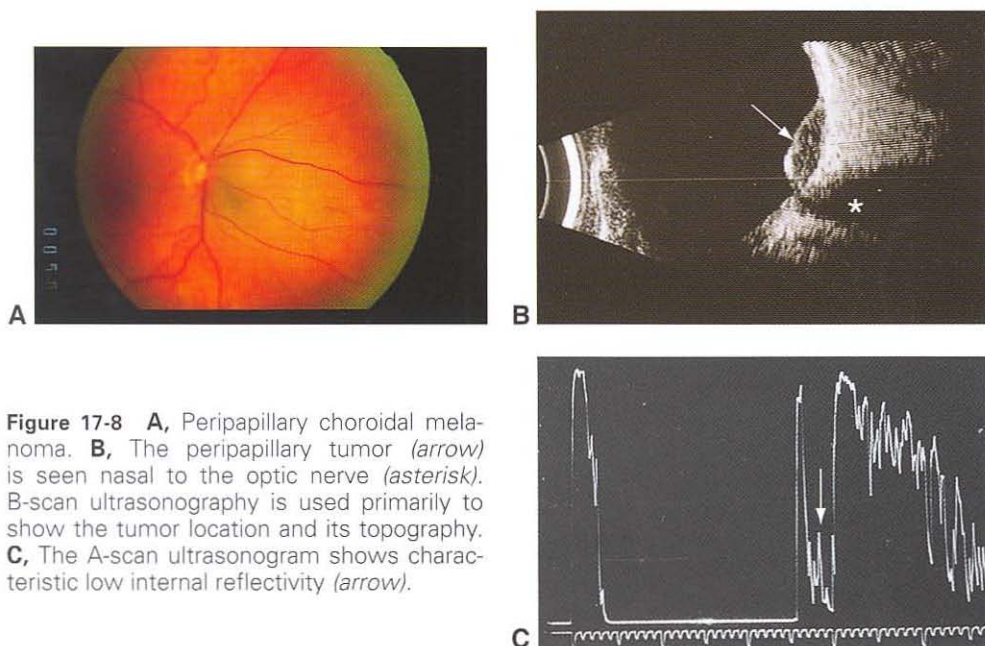 A
B
Figure 17-8 A, Peripapillary choroidal mela-
noma. B, The peripapillary tumor (arrow)
is seen nasal to the optic nerve (asterisk).
B-scan ultrasonography is used primarily to
show the tumor location and its topography.
C, The A-scan ultrasonogram shows charac-
teristic low internal reflectivity (arrow).
*
C